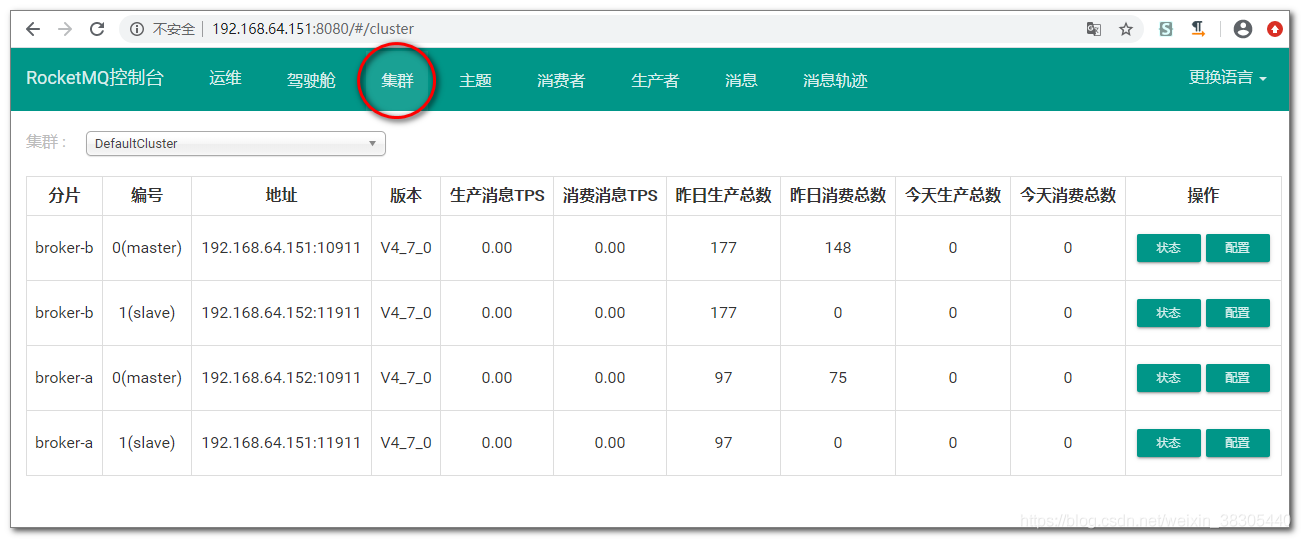 不安全 192.168.64.151:8080/#/cluster
RocketMQ控制台 运维 驾驶舱 集群 主题 消费者 生产者 消息 消息轨迹 更换语言
集群: DefaultCluster
分片 编号 地址 版本 生产消息TPS 消费消息TPS 昨日生产总数 昨日消费总数 今天生产总数 今天消费总数 操作
broker-b 0(master) 192.168.64.151:10911 V4_7_0 0.00 0.00 177 148 0 0 状态 配置
broker-b 1(slave) 192.168.64.152:11911 V4_7_0 0.00 0.00 177 0 0 0 状态 配置
broker-a 0(master) 192.168.64.152:10911 V4_7_0 0.00 0.00 97 75 0 0 状态 配置
broker-a 1(slave) 192.168.64.151:11911 V4_7_0 0.00 0.00 97 0 0 0 状态 配置
https://blog.csdn.net/weixin_38305440